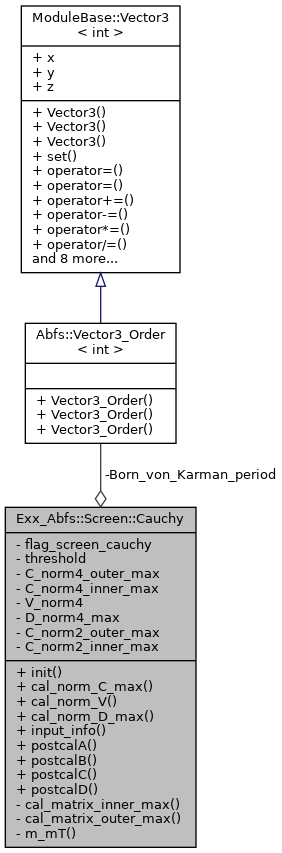 ModuleBase::Vector3
< int >
+ x
+ y
+ z
+ Vector3()
+ Vector3()
+ Vector3()
+ set()
+ operator=()
+ operator=()
+ operator+=()
+ operator-=()
+ operator*=()
+ operator/=()
and 8 more...
Abfs::Vector3_Order
< int >
+ Vector3_Order()
+ Vector3_Order()
+ Vector3_Order()
-Born_von_Karman_period
Exx_Abfs::Screen::Cauchy
- flag_screen_cauchy
- threshold
- C_norm4_outer_max
- C_norm4_inner_max
- V_norm4
- D_norm4_max
- C_norm2_outer_max
- C_norm2_inner_max
+ init()
+ cal_norm_C_max()
+ cal_norm_V()
+ cal_norm_D_max()
+ input_info()
+ postcalA()
+ postcalB()
+ postcalC()
+ postcalD()
- cal_matrix_inner_max()
- cal_matrix_outer_max()
- m_mT()